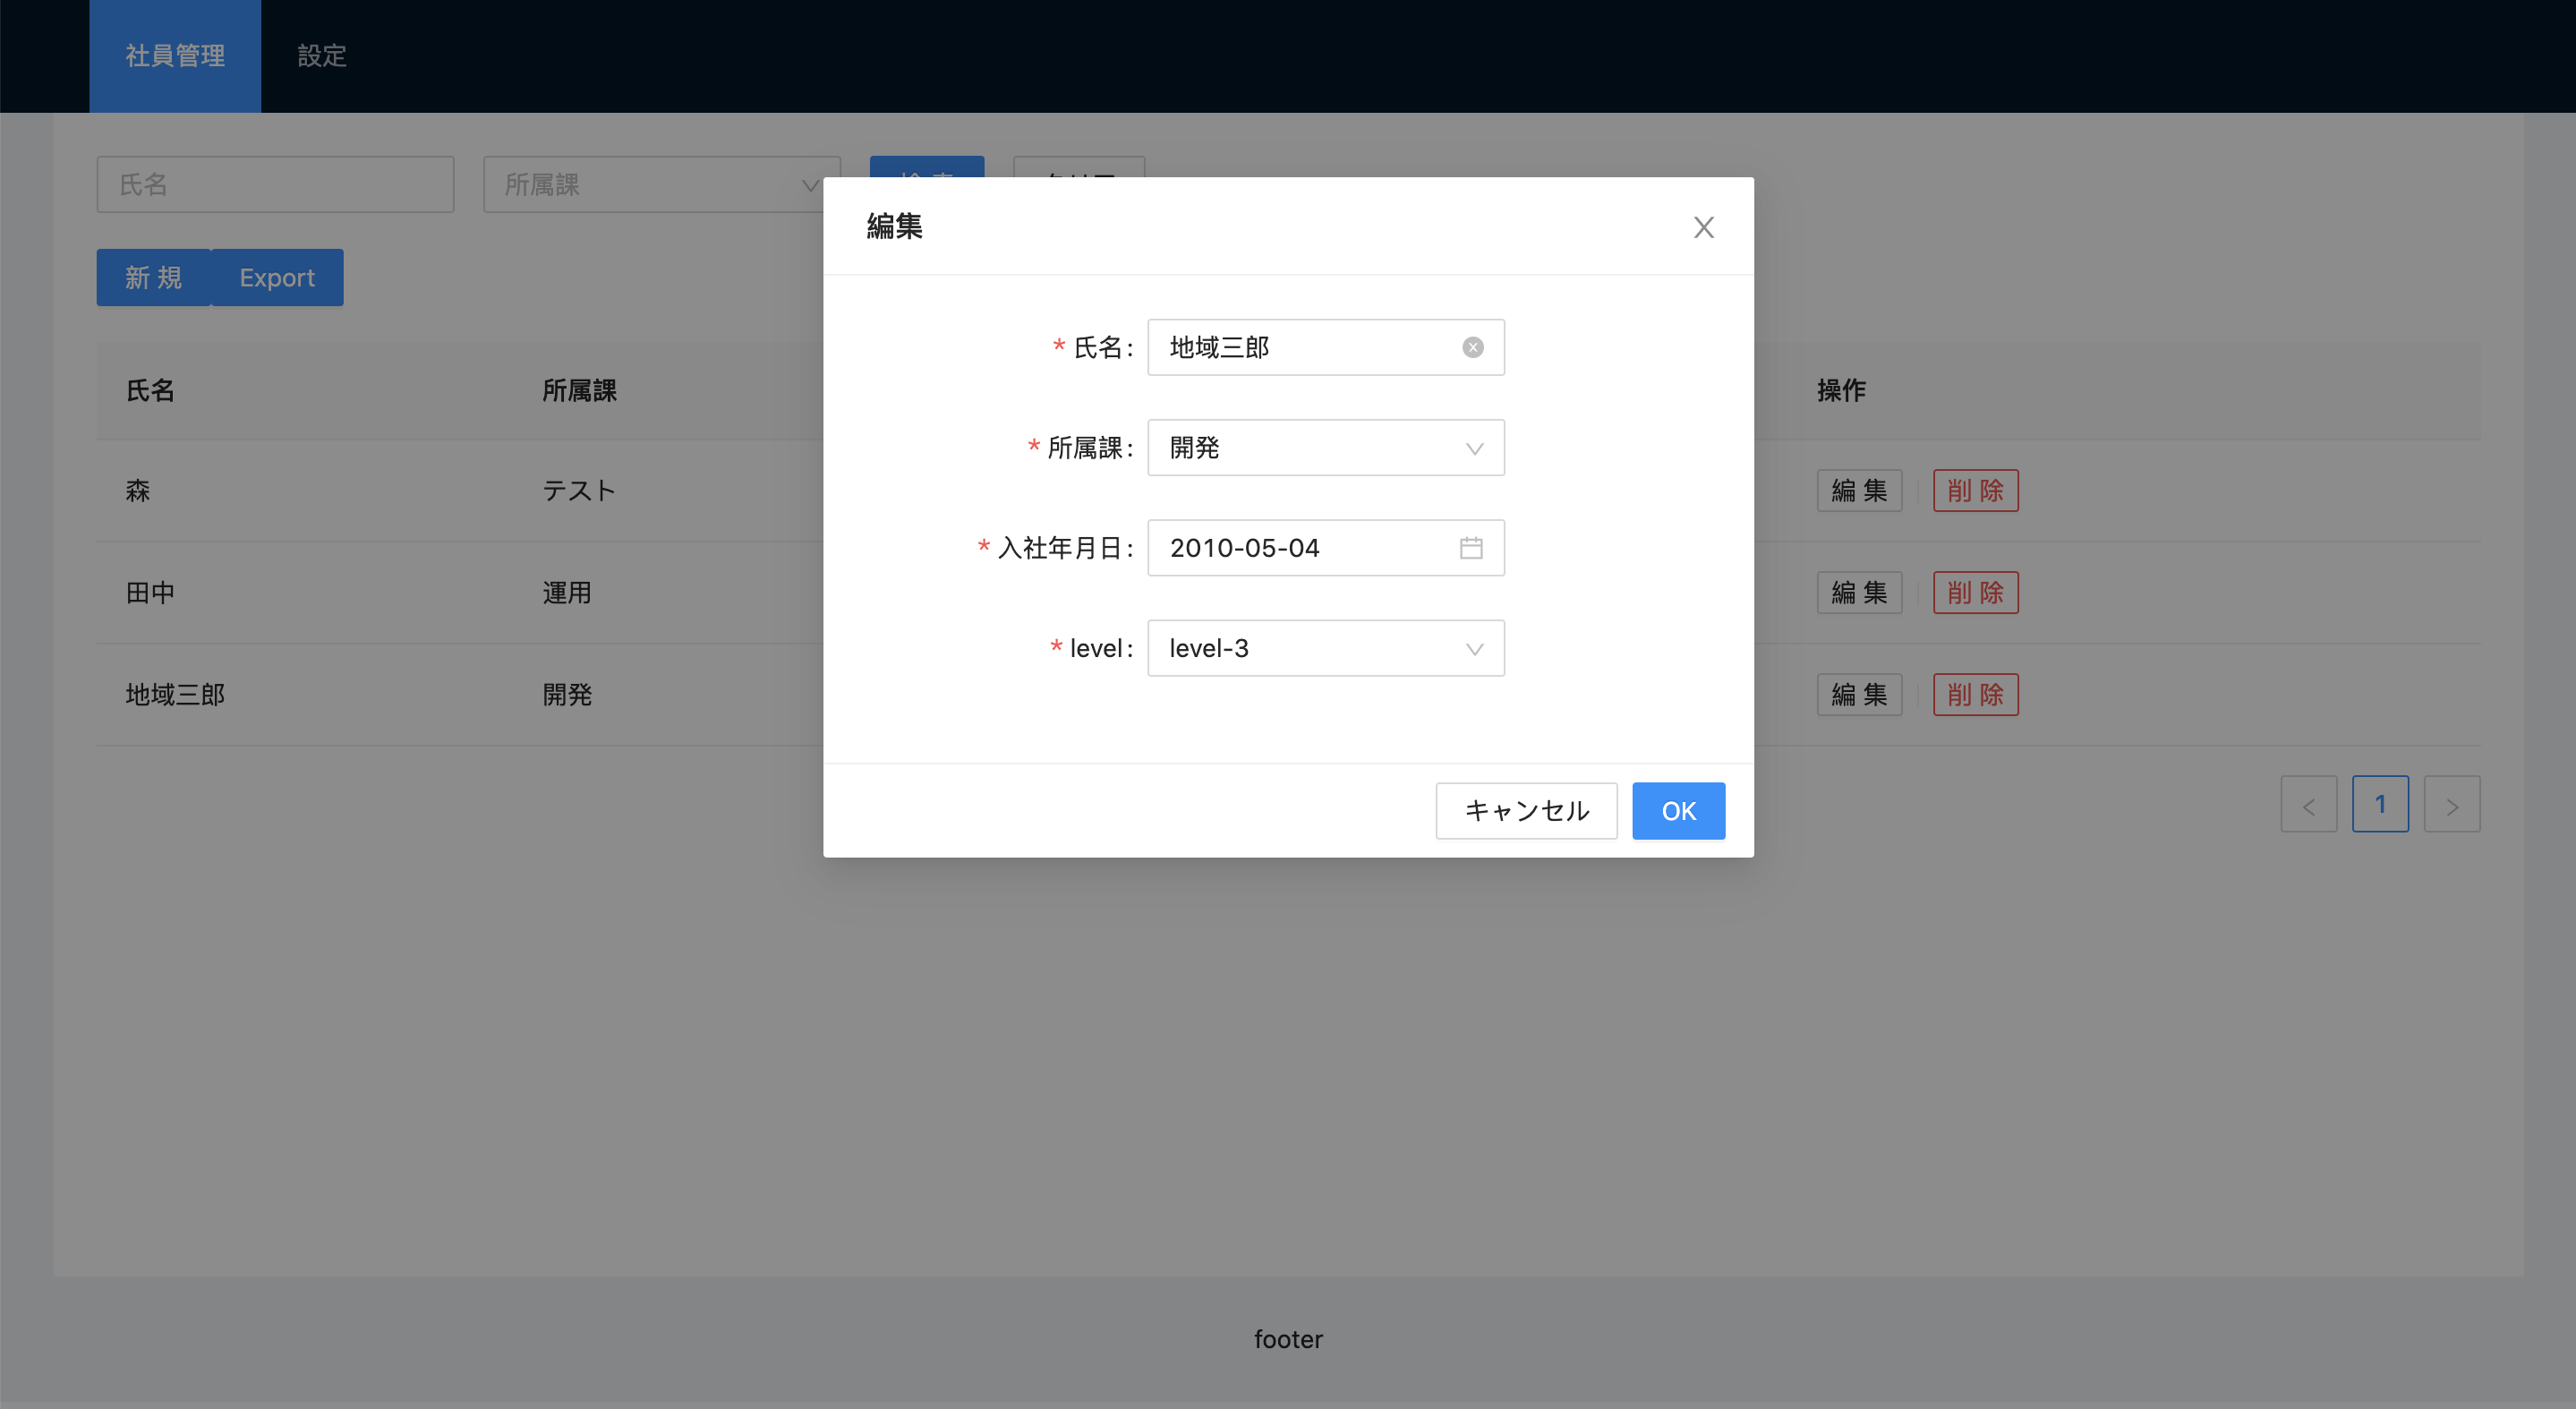 社員管理 設定
氏名 所属課
新規 Export
氏名 所属課 操作
森 テスト 編集 削除
田中 運用 編集 削除
地域三郎 開発 編集 削除
1
編集
* 氏名: 地域三郎
* 所属課: 開発
* 入社年月日: 2010-05-04
* level: level-3
キャンセル OK
footer